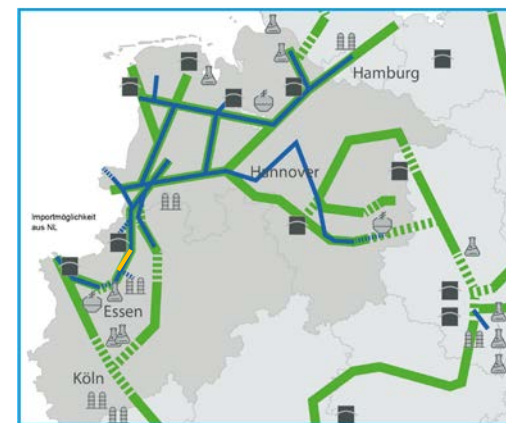 Hamburg
Hannover
Importmöglichkeit
aus NL
Essen
Köln